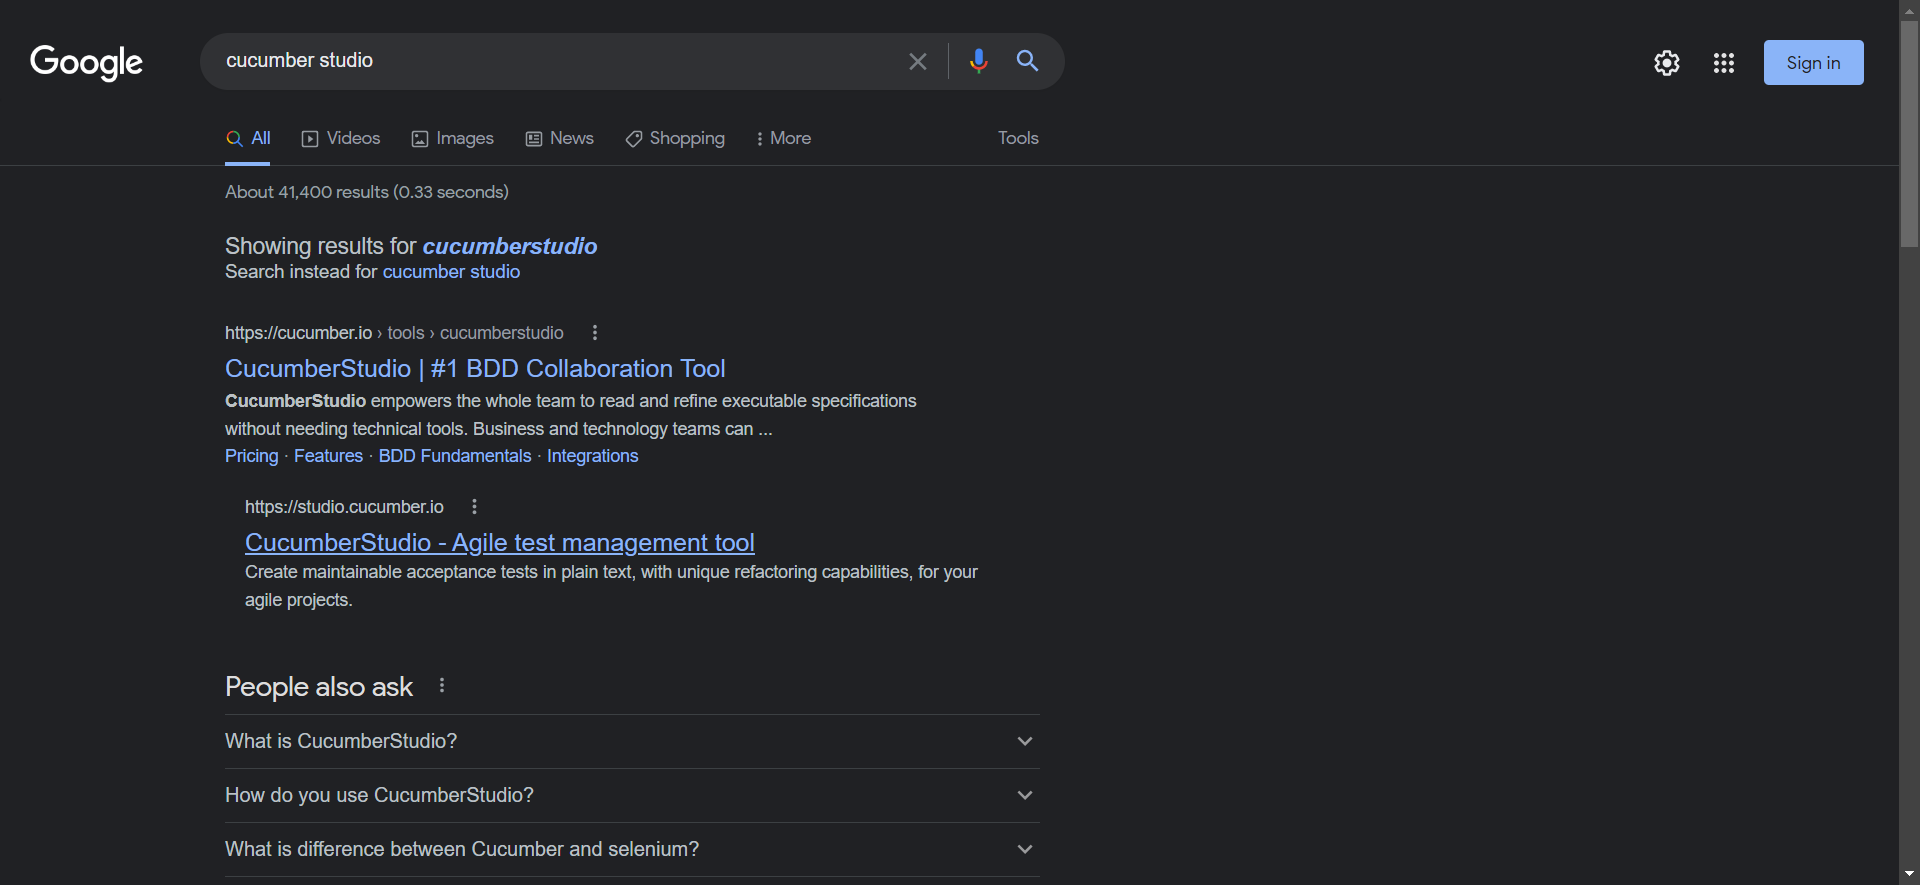 Google
cucumber studio
Sign in
All Videos Images News Shopping More Tools
About 41,400 results (0.33 seconds)
Showing results for cucumberstudio
Search instead for cucumber studio
https://cucumber.io › tools › cucumberstudio
CucumberStudio | #1 BDD Collaboration Tool
CucumberStudio empowers the whole team to read and refine executable specifications
without needing technical tools. Business and technology teams can ...
Pricing · Features · BDD Fundamentals · Integrations
https://studio.cucumber.io
CucumberStudio - Agile test management tool
Create maintainable acceptance tests in plain text, with unique refactoring capabilities, for your
agile projects.
People also ask
What is CucumberStudio?
How do you use CucumberStudio?
What is difference between Cucumber and selenium?